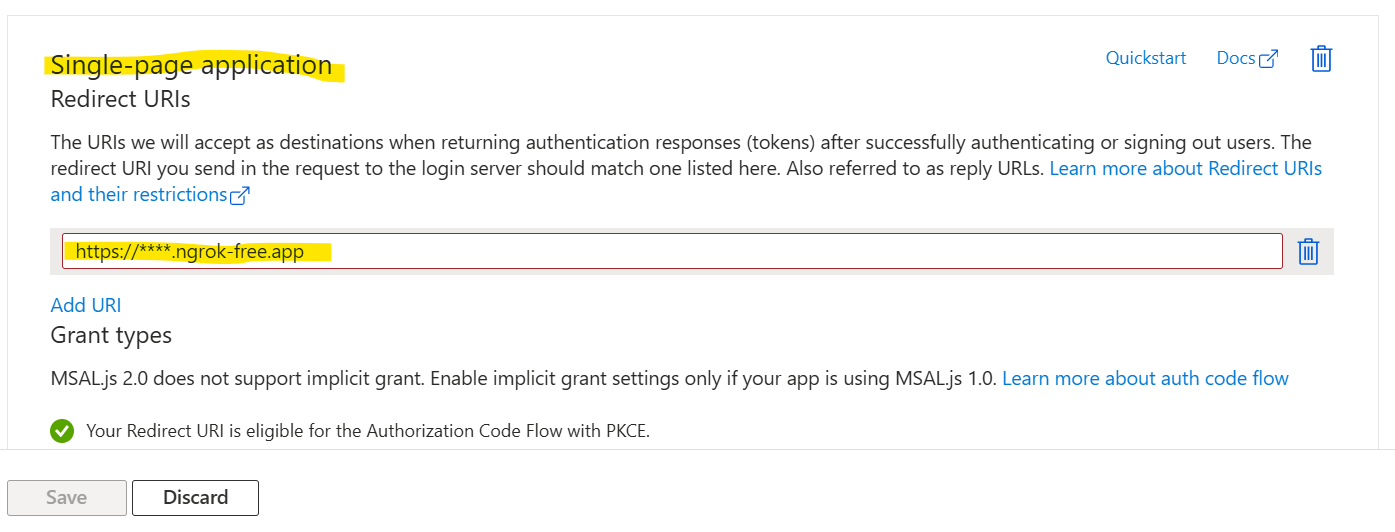 Single-page application
Quickstart
Docs
Redirect URIs
The URIs we will accept as destinations when returning authentication responses (tokens) after successfully authenticating or signing out users. The
redirect URI you send in the request to the login server should match one listed here. Also referred to as reply URLs. Learn more about Redirect URIs
and their restrictions
https://****.ngrok-free.app
Add URI
Grant types
MSAL.js 2.0 does not support implicit grant. Enable implicit grant settings only if your app is using MSAL.js 1.0. Learn more about auth code flow
Your Redirect URI is eligible for the Authorization Code Flow with PKCE.
Save
Discard